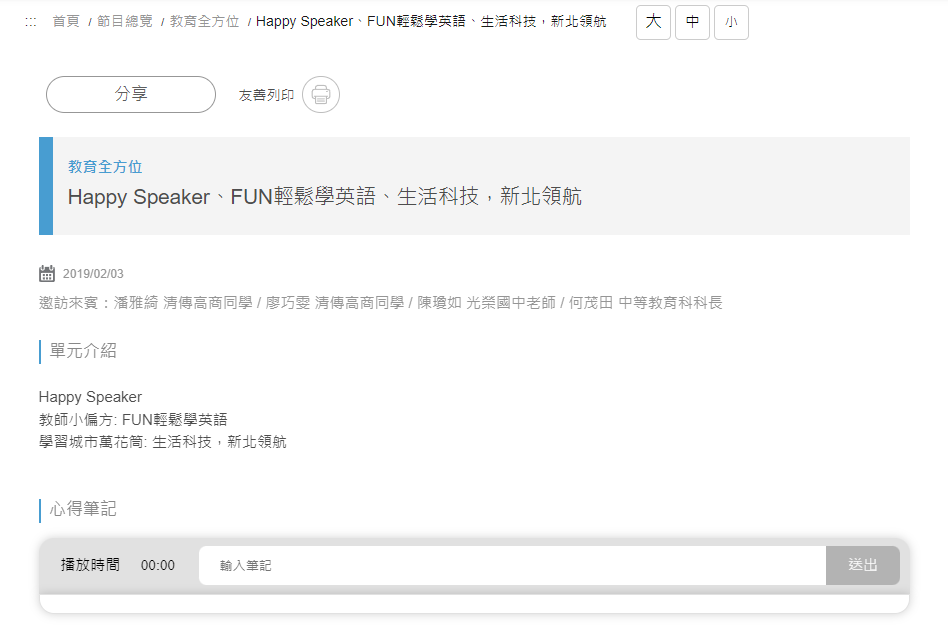 ::: 首頁 / 節目總覽 / 教育全方位 / Happy Speaker、FUN輕鬆學英語、生活科技，新北領航 大 中 小
分享 友善列印
教育全方位
Happy Speaker、FUN輕鬆學英語、生活科技，新北領航
2019/02/03
邀訪來賓：潘雅綺 清傳高商同學 / 廖巧雯 清傳高商同學 / 陳瓊如 光榮國中老師 / 何茂田 中等教育科科長
單元介紹
Happy Speaker
教師小偏方: FUN輕鬆學英語
學習城市萬花筒: 生活科技，新北領航
心得筆記
播放時間 00:00 輸入筆記 送出